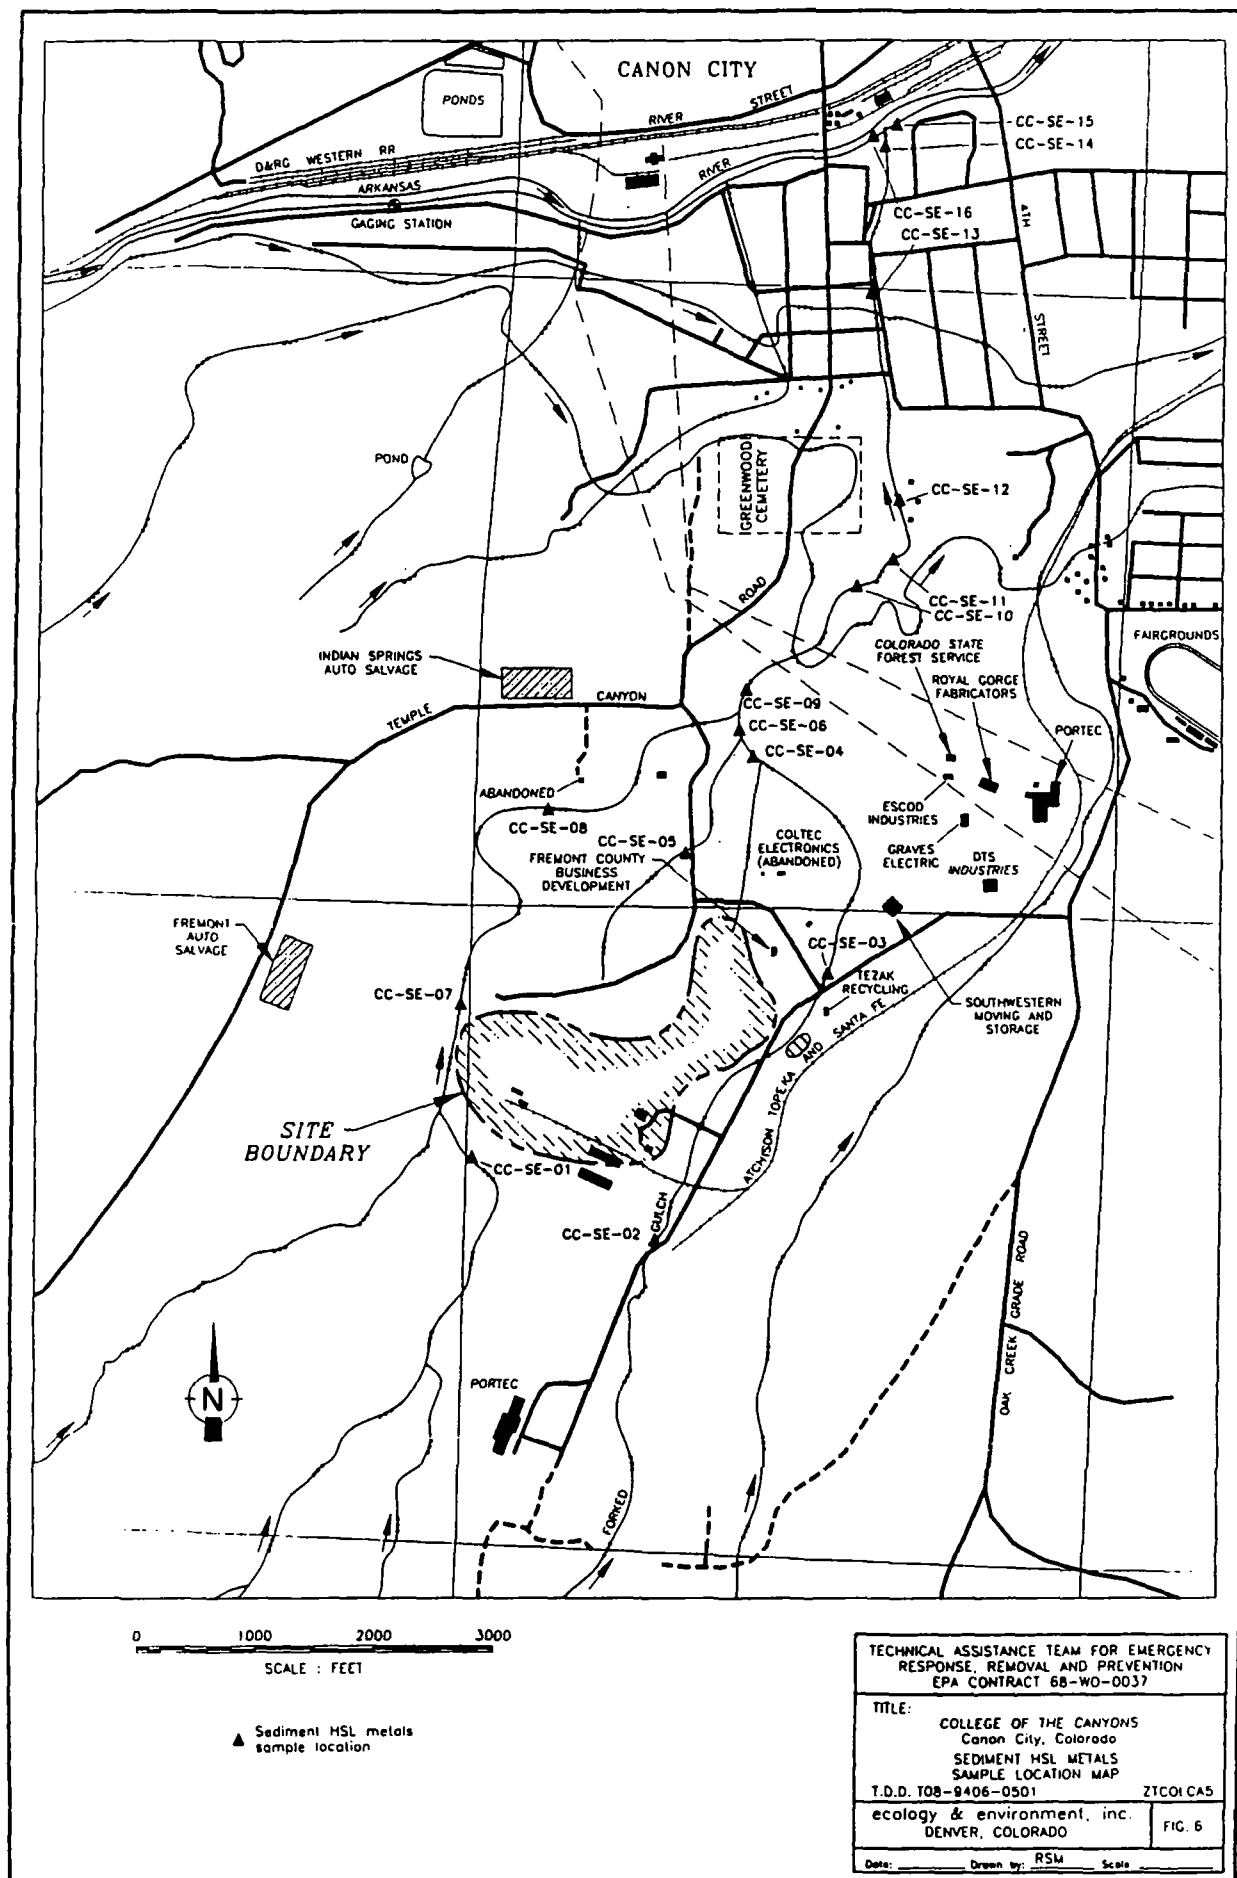 CANON CITY
PONDS
RIVER STREET
D&RG WESTERN RR
ARKANSAS RIVER
GAGING STATION
CC-SE-15
CC-SE-14
CC-SE-16
CC-SE-13
4TH STREET
POND
GREENWOOD
CEMETERY
CC-SE-12
ROAD
CC-SE-11
CC-SE-10
INDIAN SPRINGS
AUTO SALVAGE
COLORADO STATE
FOREST SERVICE
FAIRGROUNDS
ROYAL GORGE
FABRICATORS
TEMPLE
CANYON
CC-SE-09
CC-SE-06
CC-SE-04
PORTEC
ABANDONED
CC-SE-08
ESCOD
INDUSTRIES
CC-SE-05
FREMONT COUNTY
BUSINESS
DEVELOPMENT
COLTEC
ELECTRONICS
(ABANDONED)
GRAVES
ELECTRIC
DTS
INDUSTRIES
FREMONT
AUTO
SALVAGE
CC-SE-03
TEZAK
RECYCLING
CC-SE-07
SOUTHWESTERN
MOVING AND
STORAGE
ATCHISON TOPEKA AND SANTA FE
SITE
BOUNDARY
CC-SE-01
CC-SE-02
GULCH
OAK CREEK GRADE ROAD
N
PORTEC
FORKED
0 1000 2000 3000
SCALE : FEET
Sediment HSL metals
sample location
TECHNICAL ASSISTANCE TEAM FOR EMERGENCY
RESPONSE, REMOVAL AND PREVENTION
EPA CONTRACT 68-WO-0037
TITLE:
COLLEGE OF THE CANYONS
Canon City, Colorado
SEDIMENT HSL METALS
SAMPLE LOCATION MAP
T.D.D. T08-9406-0501 ZTC01CA5
ecology & environment, inc.
DENVER, COLORADO
FIG. 6
Date: Drawn by: RSM Scale